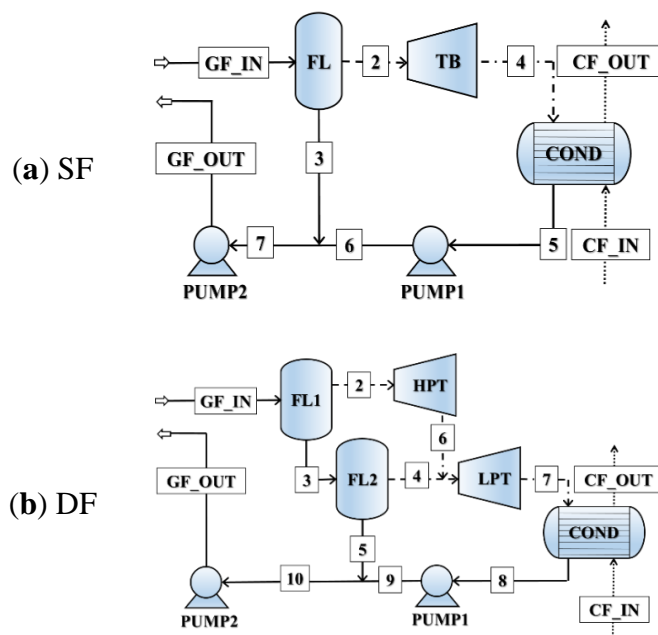 GF_IN FL 2 TB 4 CF_OUT
COND
GF_OUT 3
(a) SF
7 6 5 CF_IN
PUMP2 PUMP1
2 HPT
GF_IN FL1
6
GF_OUT 3 FL2 4 LPT 7 CF_OUT
(b) DF
COND
5
10 9 8
PUMP2 PUMP1 CF_IN